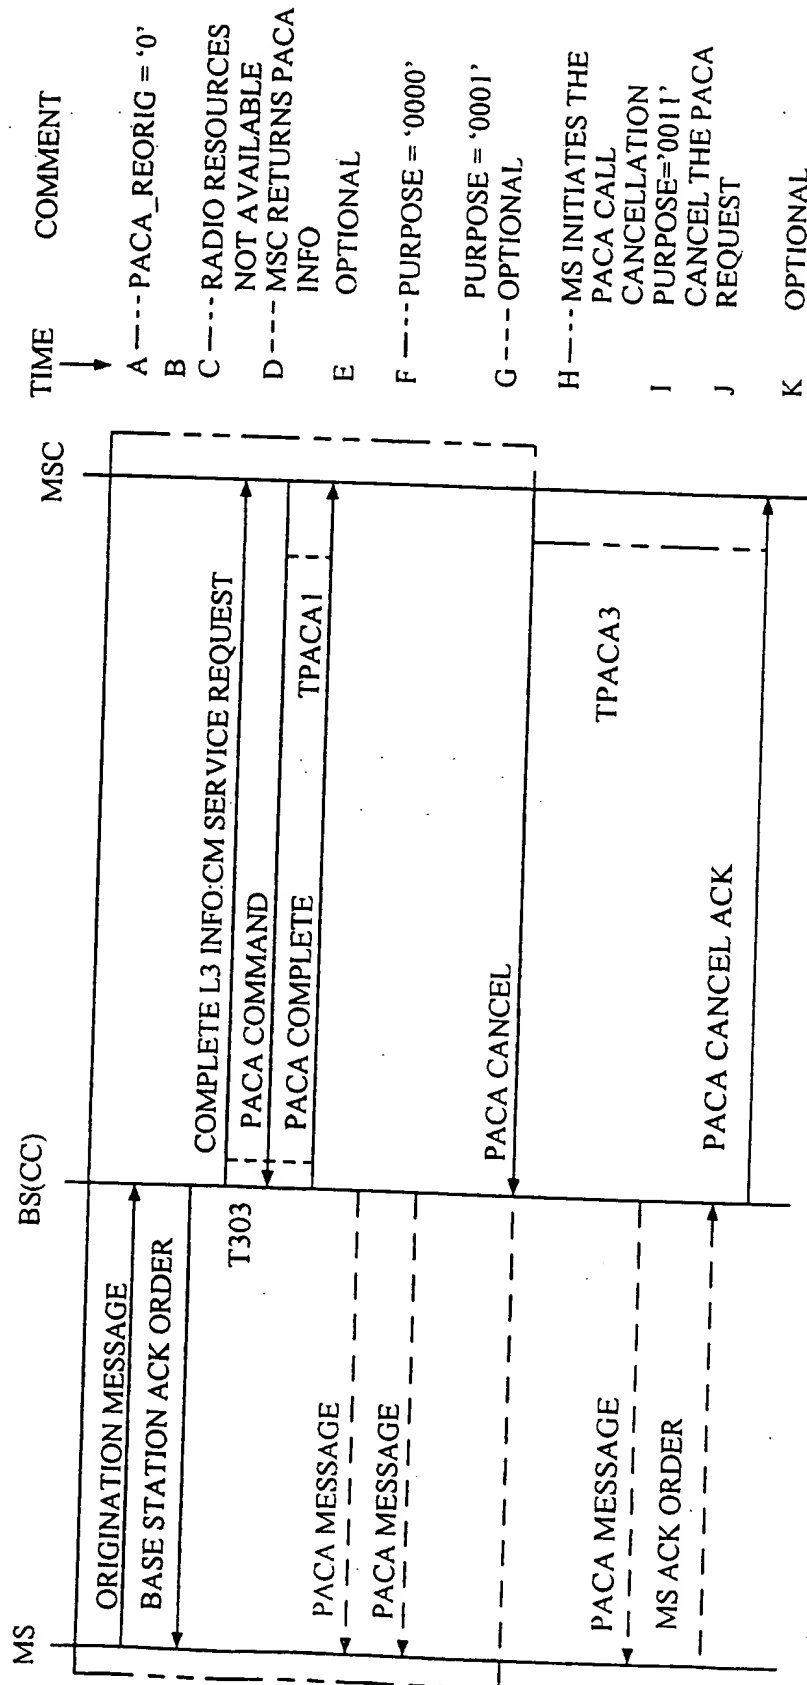 MS
BS(CC)
MSC
TIME
COMMENT
ORIGINATION MESSAGE
A ---- PACA_REORIG = ‘0’
BASE STATION ACK ORDER
B
COMPLETE L3 INFO:CM SERVICE REQUEST
C ---- RADIO RESOURCES
NOT AVAILABLE
T303
PACA COMMAND
D ---- MSC RETURNS PACA
INFO
PACA COMPLETE
TPACA1
E OPTIONAL
PACA MESSAGE
F ---- PURPOSE = ‘0000’
PACA MESSAGE
PURPOSE = ‘0001’
G ---- OPTIONAL
PACA CANCEL
H ---- MS INITIATES THE
PACA CALL
CANCELLATION
TPACA3
PACA MESSAGE
I PURPOSE=‘0011’
CANCEL THE PACA
MS ACK ORDER
J REQUEST
PACA CANCEL ACK
K OPTIONAL